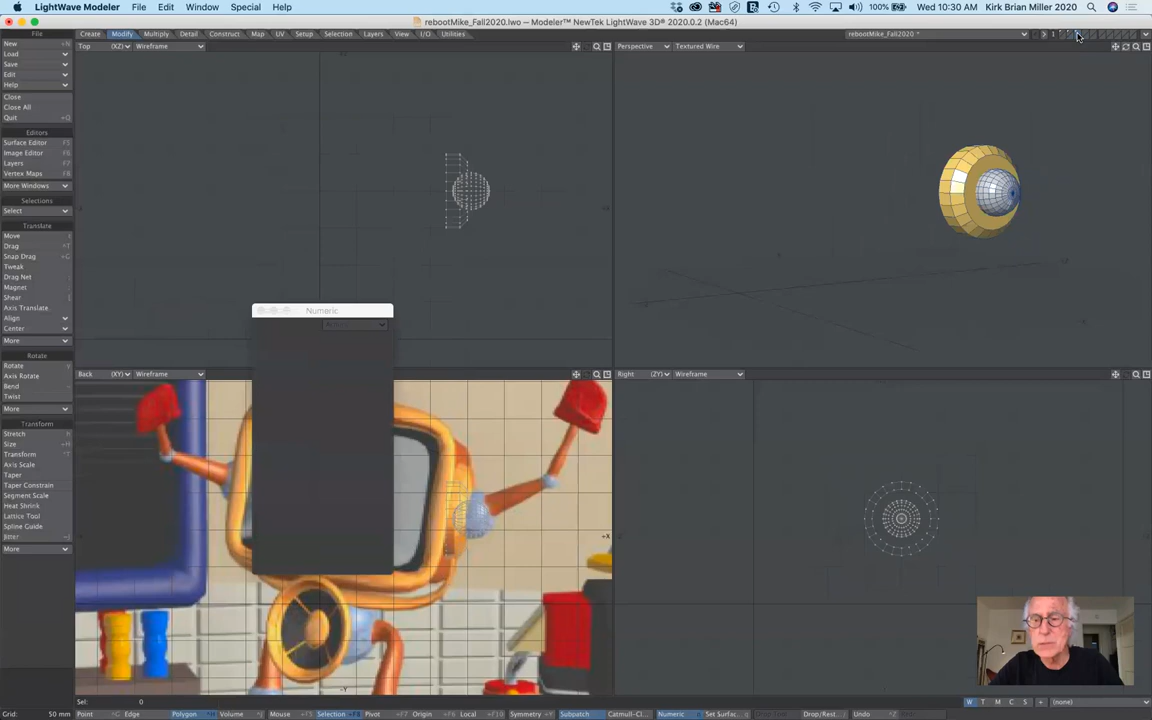 LightWave Modeler File Edit Window Special Help 100% Wed 10:30 AM Kirk Brian Miller 2020
rebootMike_Fall2020.lwo - Modeler™ NewTek LightWave 3D® 2020.0.2 (Mac64)
File Create Modify Multiply Detail Construct Map UV Setup Selection Layers View I/O Utilities rebootMike_Fall2020 * 1
New
Load
Save
Edit
Help
Close
Close All
Quit
Editors
Surface Editor F5
Image Editor F6
Layers F7
Vertex Maps F8
More Windows
Selections
Select
Translate
Move
Drag
Snap Drag
Tweak
Drag Net
Magnet
Shear
Axis Translate
Align
Center
More
Rotate
Rotate y
Axis Rotate
Bend
Twist
More
Transform
Stretch h
Size
Transform
Axis Scale
Taper
Taper Constrain
Segment Scale
Heat Shrink
Lattice Tool
Spline Guide
Jitter
More
Top (XZ) Wireframe
Perspective Textured Wire
Numeric
Back (XY) Wireframe
Right (ZY) Wireframe
+X
-Y
Sel: 0
W T M C S (none)
Grid: 50 mm Point Edge Polygon Volume Mouse Selection Pivot Origin Local Symmetry Subpatch Catmull-Cl... Numeric Set Surfac... Drop/Rest... Undo